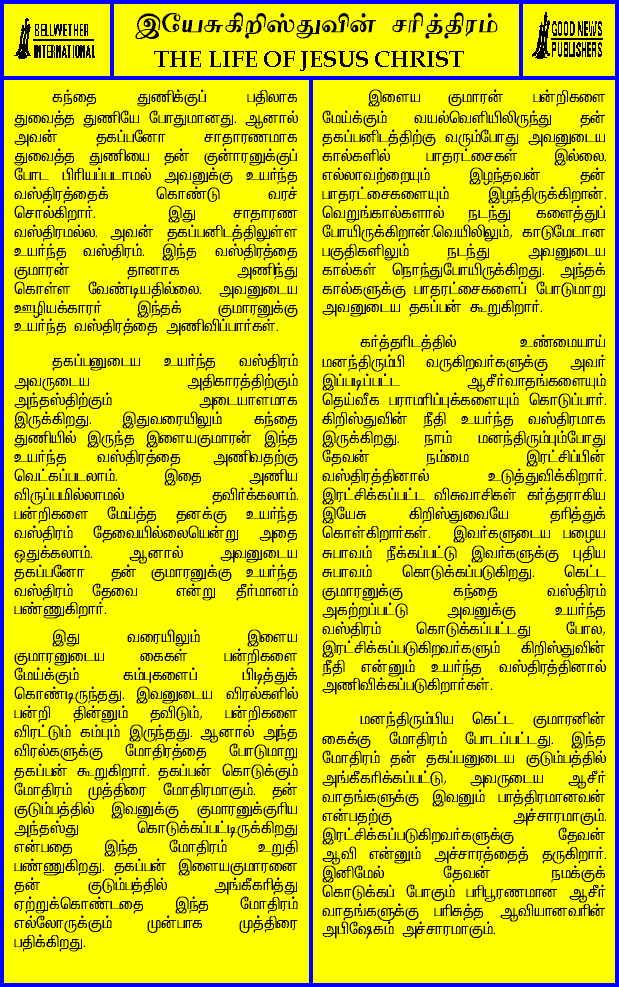 BELLWETHER
INTERNATIONAL
இயேசுகிறிஸ்துவின் சரித்திரம்
THE LIFE OF JESUS CHRIST
GOOD NEWS
PUBLISHERS
கந்தை துணிக்குப் பதிலாக
துவைத்த துணியே போதுமானது. ஆனால்
அவன் தகப்பனோ சாதாரணமாக
துவைத்த துணியை தன் குன்ாரனுக்குப்
போட பிரியப்படாமல் அவனுக்கு உயர்ந்த
வஸ்திரத்தைக் கொண்டு வரச்
சொல்கிறார். இது சாதாரண
வஸ்திரமல்ல. அவன் தகப்பனிடத்திலுள்ள
உயர்ந்த வஸ்திரம். இந்த வஸ்திரத்தை
குமாரன் தானாக அணிந்து
கொள்ள வேண்டியதில்லை. அவனுடைய
ஊழியக்காரர் இந்தக் குமாரனுக்கு
உயர்ந்த வஸ்திரத்தை அணிவிப்பார்கள்.
தகப்பனுடைய உயர்ந்த வஸ்திரம்
அவருடைய அதிகாரத்திற்கும்
அந்தஸ்திற்கும் அடையாளமாக
இருக்கிறது. இதுவரையிலும் கந்தை
துணியில் இருந்த இளையகுமாரன் இந்த
உயர்ந்த வஸ்திரத்தை அணிவதற்கு
வெட்கப்படலாம். இதை அணிய
விருப்பமில்லாமல் தவிர்க்கலாம்.
பன்றிகளை மேய்த்த தனக்கு உயர்ந்த
வஸ்திரம் தேவையில்லையென்று அதை
ஒதுக்கலாம். ஆனால் அவனுடைய
தகப்பனோ தன் குமாரனுக்கு உயர்ந்த
வஸ்திரம் தேவை என்று தீர்மானம்
பண்ணுகிறார்.
இது வரையிலும் இளைய
குமாரனுடைய கைகள் பன்றிகளை
மேய்க்கும் கம்புகளைப் பிடித்துக்
கொண்டிருந்தது. இவனுடைய விரல்களில்
பன்றி தின்னும் தவிடும், பன்றிகளை
விரட்டும் கம்பும் இருந்தது. ஆனால் அந்த
விரல்களுக்கு மோதிரத்தை போடுமாறு
தகப்பன் கூறுகிறார். தகப்பன் கொடுக்கும்
மோதிரம் முத்திரை மோதிரமாகும். தன்
குடும்பத்தில் இவனுக்கு குமாரனுக்குரிய
அந்தஸ்து கொடுக்கப்பட்டிருக்கிறது
என்பதை இந்த மோதிரம் உறுதி
பண்ணுகிறது. தகப்பன் இளையகுமாரனை
தன் குடும்பத்தில் அங்கீகரித்து
ஏற்றுக்கொண்டதை இந்த மோதிரம்
எல்லோருக்கும் முன்பாக முத்திரை
பதிக்கிறது.
இளைய குமாரன் பன்றிகளை
மேய்க்கும் வயல்வெளியிலிருந்து தன்
தகப்பனிடத்திற்கு வரும்போது அவனுடைய
கால்களில் பாதரட்சைகள் இல்லை.
எல்லாவற்றையும் இழந்தவன் தன்
பாதரட்சைகளையும் இழந்திருக்கிறான்.
வெறுங்கால்களால் நடந்து களைத்துப்
போயிருக்கிறான்.வெயிலிலும், காடுமேடான
பகுதிகளிலும் நடந்து அவனுடைய
கால்கள் நொந்துபோயிருக்கிறது. அந்தக்
கால்களுக்கு பாதரட்சைகளைப் போடுமாறு
அவனுடைய தகப்பன் கூறுகிறார்.
கர்த்தரிடத்தில் உண்மையாய்
மனந்திரும்பி வருகிறவர்களுக்கு அவர்
இப்படிப்பட்ட ஆசீர்வாதங்களையும்
தெய்வீக பராமரிப்புக்களையும் கொடுப்பார்.
கிறிஸ்துவின் நீதி உயர்ந்த வஸ்திரமாக
இருக்கிறது. நாம் மனந்திரும்பும்போது
தேவன் நம்மை இரட்சிப்பின்
வஸ்திரத்தினால் உடுத்துவிக்கிறார்.
இரட்சிக்கப்பட்ட விசுவாசிகள் கர்த்தராகிய
இயேசு கிறிஸ்துவையே தரித்துக்
கொள்கிறார்கள். இவர்களுடைய பழைய
சுபாவம் நீக்கப்பட்டு இவர்களுக்கு புதிய
சுபாவம் கொடுக்கப்படுகிறது. கெட்ட
குமாரனுக்கு கந்தை வஸ்திரம்
அகற்றப்பட்டு அவனுக்கு உயர்ந்த
வஸ்திரம் கொடுக்கப்பட்டது போல,
இரட்சிக்கப்படுகிறவர்களும் கிறிஸ்துவின்
நீதி என்னும் உயர்ந்த வஸ்திரத்தினால்
அணிவிக்கப்படுகிறார்கள்.
மனந்திரும்பிய கெட்ட குமாரனின்
கைக்கு மோதிரம் போடப்பட்டது. இந்த
மோதிரம் தன் தகப்பனுடைய குடும்பத்தில்
அங்கீகரிக்கப்பட்டு, அவருடைய ஆசீர்
வாதங்களுக்கு இவனும் பாத்திரமானவன்
என்பதற்கு அச்சாரமாகும்.
இரட்சிக்கப்படுகிறவர்களுக்கு தேவன்
ஆவி என்னும் அச்சாரத்தைத் தருகிறார்.
இனிமேல் தேவன் நமக்குக்
கொடுக்கப் போகும் பரிபூரணமான ஆசீர்
வாதங்களுக்கு பரிசுத்த ஆவியானவரின்
அபிஷேகம் அச்சாரமாகும்.